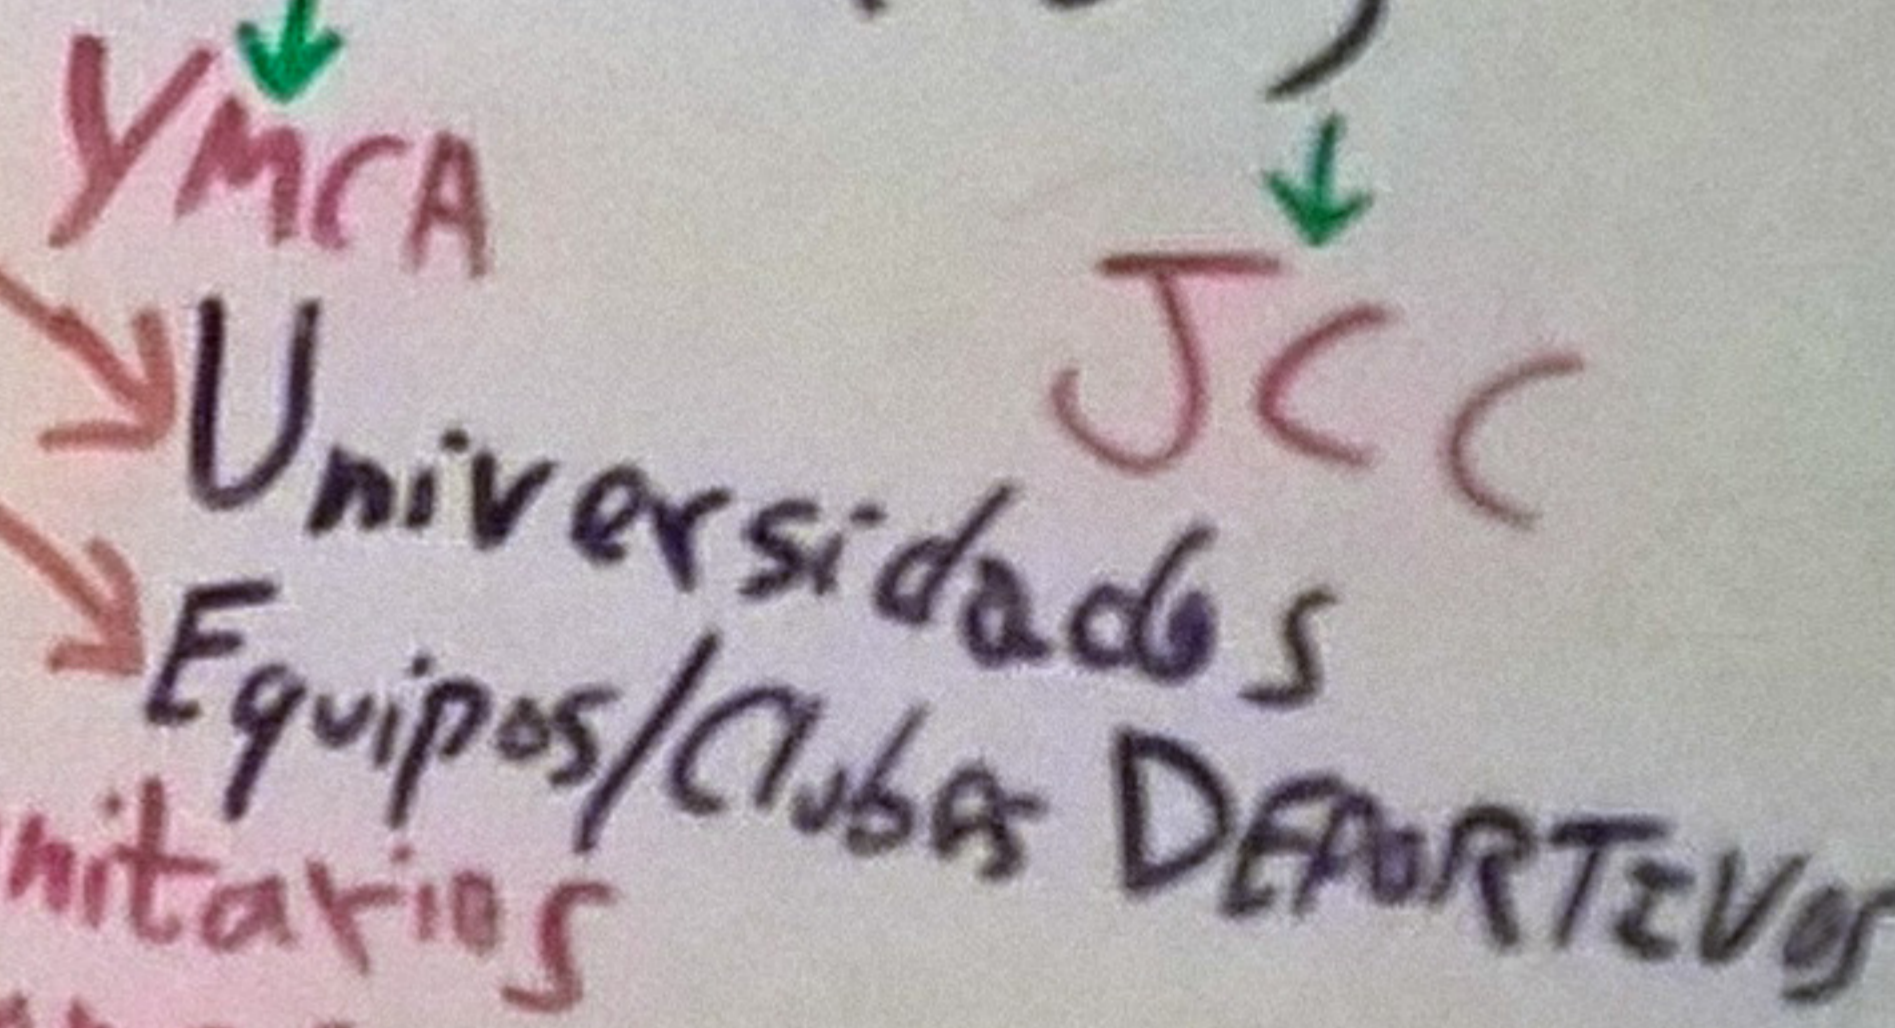 YMCA
JCC
Universidades
Equipos/Clubes DEPORTIVOS
nitarios